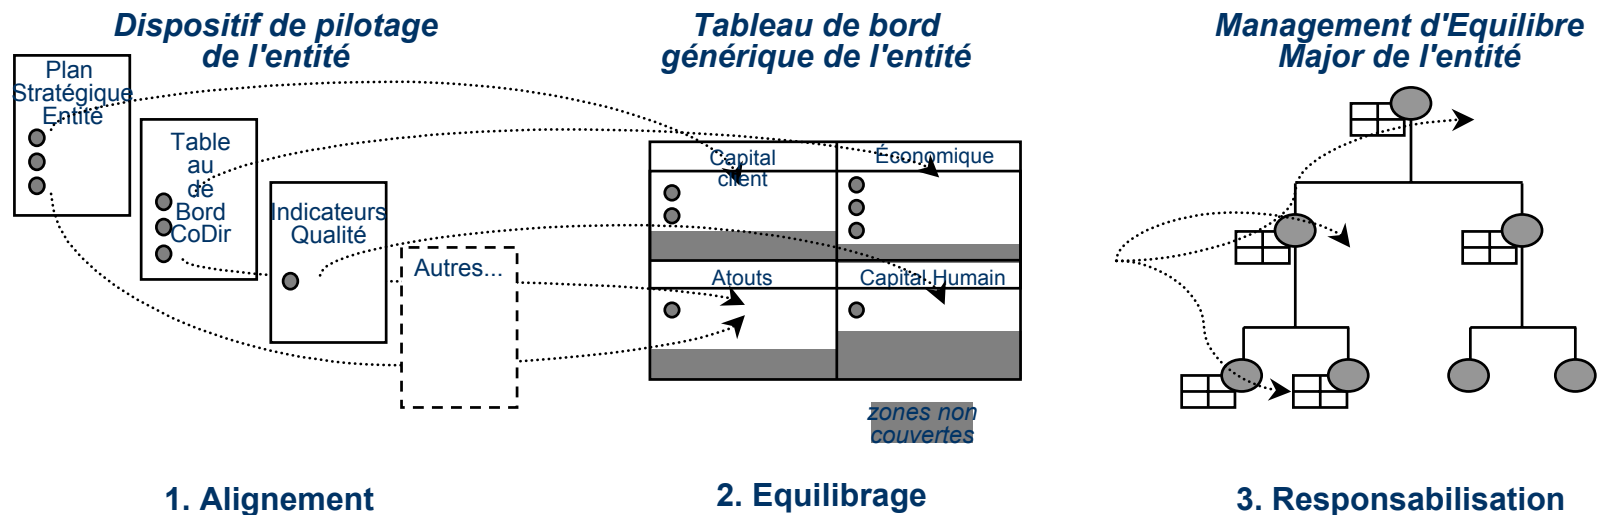 Dispositif de pilotage
de l'entité
Tableau de bord
générique de l'entité
Management d'Equilibre
Major de l'entité
Plan
Stratégique
Entité
Table
au
de
Bord
CoDir
Indicateurs
Qualité
Autres...
Capital
client
Économique
Atouts
Capital Humain
zones non
couvertes
1. Alignement
2. Equilibrage
3. Responsabilisation